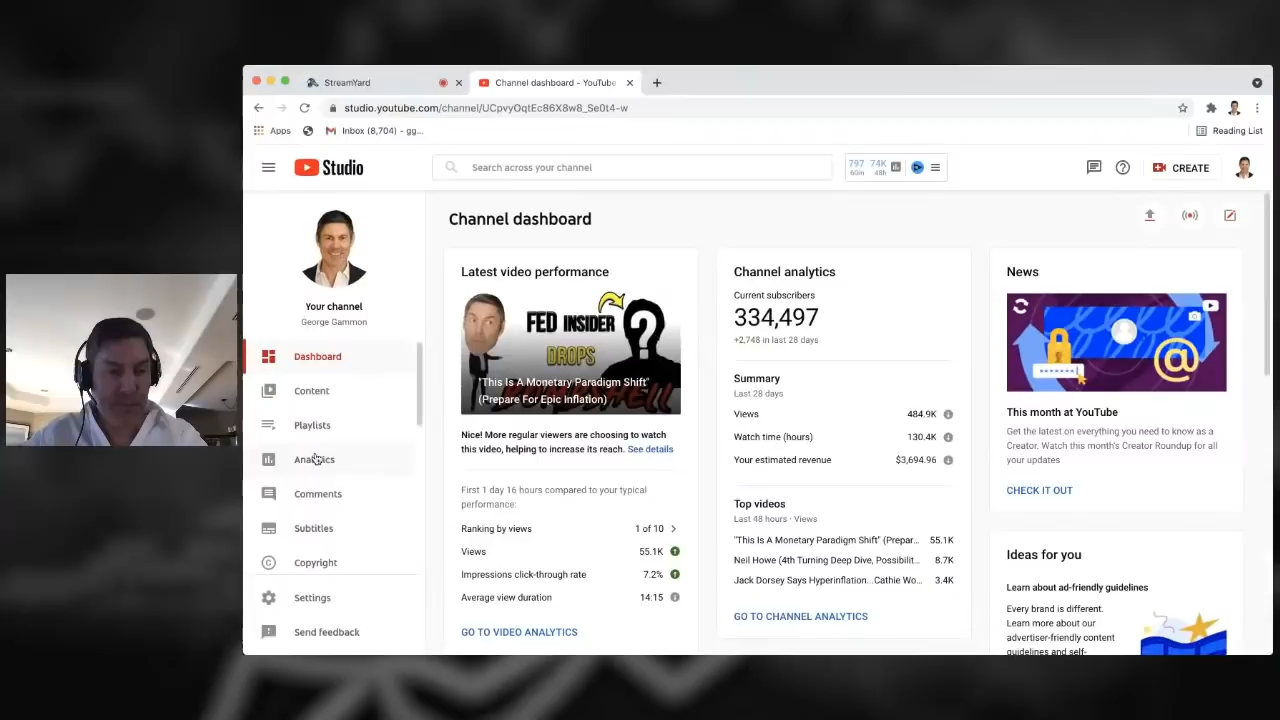 StreamYard
Channel dashboard - YouTube
studio.youtube.com/channel/UCpvyOqtEc86X8w8_Se0t4-w
Apps
Inbox (8,704) - gg...
Reading List
Studio
Search across your channel
797 74K
60m 48h
CREATE
Your channel
George Gammon
Dashboard
Content
Playlists
Analytics
Comments
Subtitles
Copyright
Settings
Send feedback
Channel dashboard
Latest video performance
FED INSIDER
DROPS
"This Is A Monetary Paradigm Shift"
(Prepare For Epic Inflation)
Nice! More regular viewers are choosing to watch
this video, helping to increase its reach. See details
First 1 day 16 hours compared to your typical
performance:
Ranking by views 1 of 10
Views 55.1K
Impressions click-through rate 7.2%
Average view duration 14:15
GO TO VIDEO ANALYTICS
Channel analytics
Current subscribers
334,497
+2,748 in last 28 days
Summary
Last 28 days
Views 484.9K
Watch time (hours) 130.4K
Your estimated revenue $3,694.96
Top videos
Last 48 hours · Views
"This Is A Monetary Paradigm Shift" (Prepar... 55.1K
Neil Howe (4th Turning Deep Dive, Possibilit... 8.7K
Jack Dorsey Says Hyperinflation...Cathie Wo... 3.4K
GO TO CHANNEL ANALYTICS
News
This month at YouTube
Get the latest on everything you need to know as a
Creator. Watch this month's Creator Roundup for all
your updates
CHECK IT OUT
Ideas for you
Learn about ad-friendly guidelines
Every brand is different.
Learn more about our
advertiser-friendly content
guidelines and self-